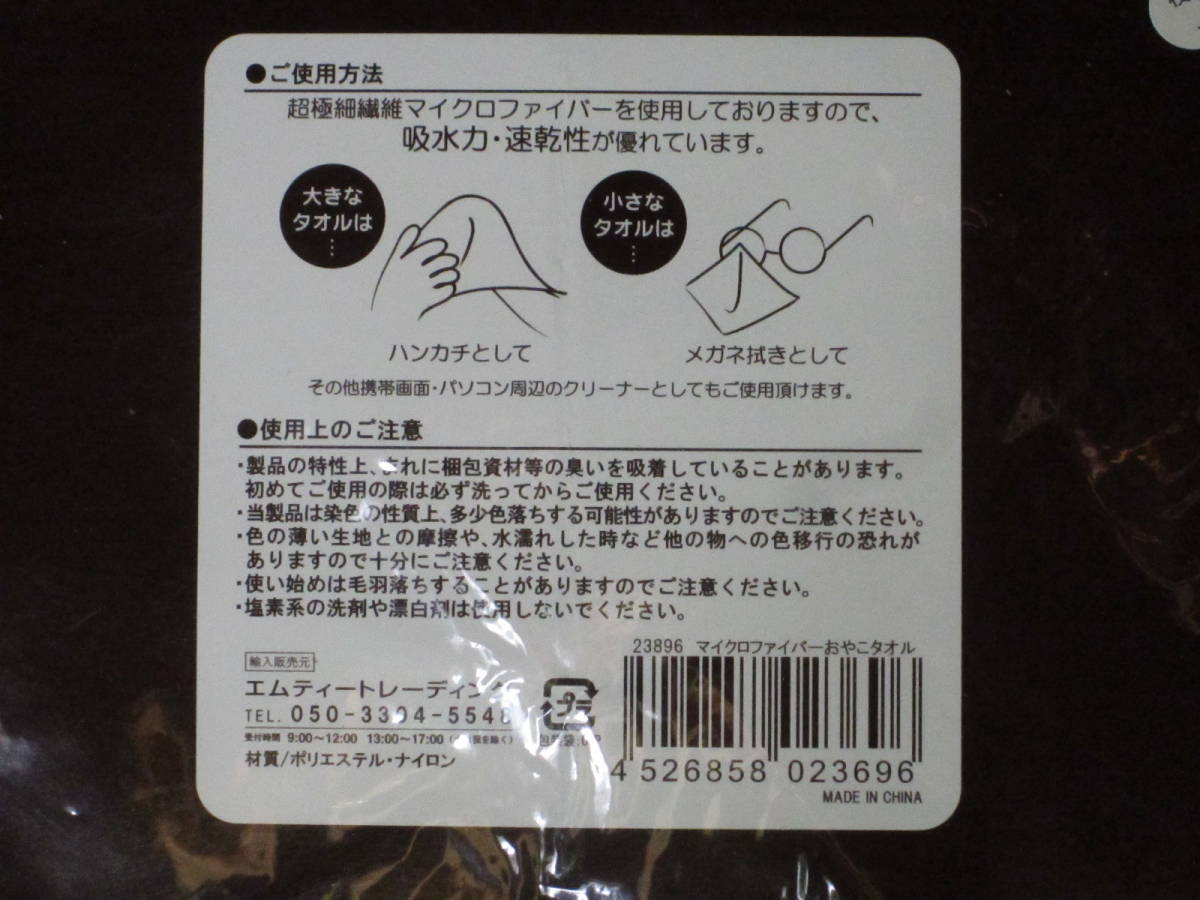 ●ご使用方法
超極細繊維マイクロファイバーを使用しておりますので、
吸水力・速乾性が優れています。
大きな
タオルは
…
小さな
タオルは
…
ハンカチとして
メガネ拭きとして
その他携帯画面・パソコン周辺のクリーナーとしてもご使用頂けます。
●使用上のご注意
・製品の特性上、まれに梱包資材等の臭いを吸着していることがあります。
初めてご使用の際は必ず洗ってからご使用ください。
・当製品は染色の性質上、多少色落ちする可能性がありますのでご注意ください。
・色の薄い生地との摩擦や、水濡れした時など他の物への色移行の恐れが
ありますので十分にご注意ください。
・使い始めは毛羽落ちすることがありますのでご注意ください。
・塩素系の洗剤や漂白剤は使用しないでください。
23896 マイクロファイバーおやこタオル
輸入販売元
エムティートレーディング
TEL. 050-3304-5548
受付時間 9:00~12:00 13:00~17:00 を除く)
材質/ポリエステル・ナイロン
プ
包装袋:
4 526858 023696
MADE IN CHINA